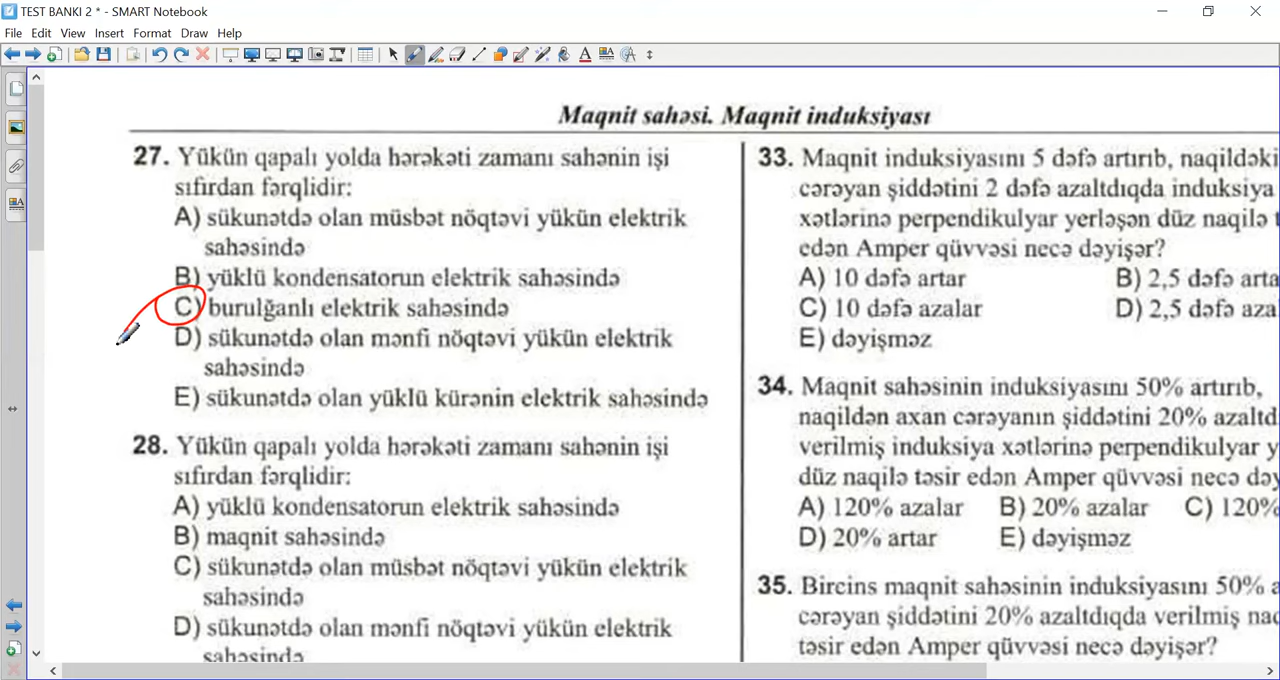 TEST BANKI 2 * - SMART Notebook
File Edit View Insert Format Draw Help
Maqnit sahəsi. Maqnit induksiyası
27. Yükün qapalı yolda hərəkəti zamanı sahənin işi
sıfırdan fərqlidir:
A) sükunətdə olan müsbət nöqtəvi yükün elektrik
sahəsində
B) yüklü kondensatorun elektrik sahəsində
C) burulğanlı elektrik sahəsində
D) sükunətdə olan mənfi nöqtəvi yükün elektrik
sahəsində
E) sükunətdə olan yüklü kürənin elektrik sahəsində
28. Yükün qapalı yolda hərəkəti zamanı sahənin işi
sıfırdan fərqlidir:
A) yüklü kondensatorun elektrik sahəsində
B) maqnit sahəsində
C) sükunətdə olan müsbət nöqtəvi yükün elektrik
sahəsində
D) sükunətdə olan mənfi nöqtəvi yükün elektrik
sahəsində
33. Maqnit induksiyasını 5 dəfə artırıb, naqildəki
cərəyan şiddətini 2 dəfə azaltdıqda induksiya
xətlərinə perpendikulyar yerləşən düz naqilə
edən Amper qüvvəsi necə dəyişər?
A) 10 dəfə artar B) 2,5 dəfə arta
C) 10 dəfə azalar D) 2,5 dəfə aza
E) dəyişməz
34. Maqnit sahəsinin induksiyasını 50% artırıb,
naqildən axan cərəyanın şiddətini 20% azaltd
verilmiş induksiya xətlərinə perpendikulyar y
düz naqilə təsir edən Amper qüvvəsi necə dəy
A) 120% azalar B) 20% azalar C) 120%
D) 20% artar E) dəyişməz
35. Bircins maqnit sahəsinin induksiyasını 50% a
cərəyan şiddətini 20% azaltdıqda verilmiş naq
təsir edən Amper qüvvəsi necə dəyişər?